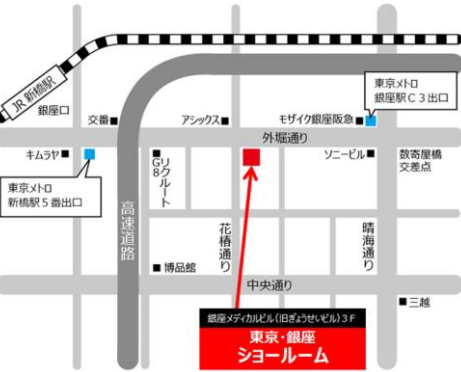 JR 新橋駅
銀座口
交番
アシックス
モザイク銀座阪急
東京メトロ
銀座駅C3出口
外堀通り
キムラヤ
リクルート
G8
ソニービル
数寄屋橋
交差点
東京メトロ
新橋駅5番出口
高速道路
花椿通り
晴海通り
博品館
中央通り
三越
銀座メディカルビル(旧ぎょうせいビル)3F
東京・銀座
ショールーム